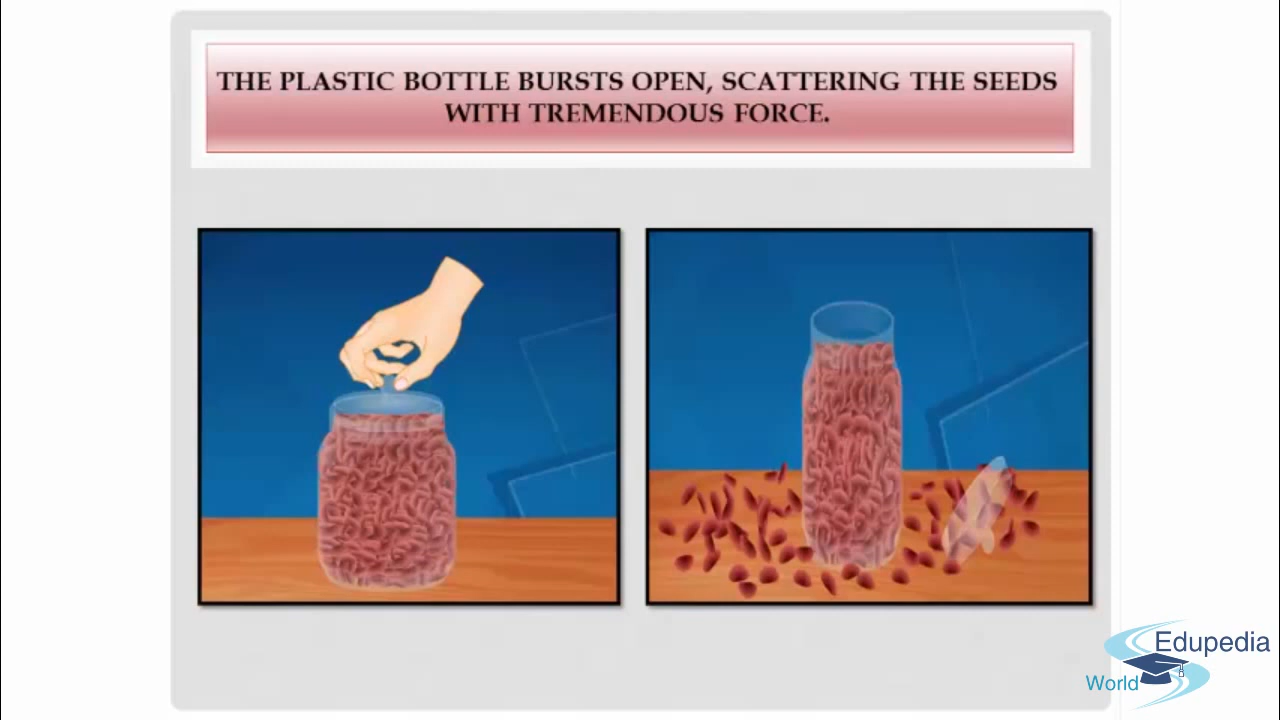 THE PLASTIC BOTTLE BURSTS OPEN, SCATTERING THE SEEDS
WITH TREMENDOUS FORCE.
Edupedia
World